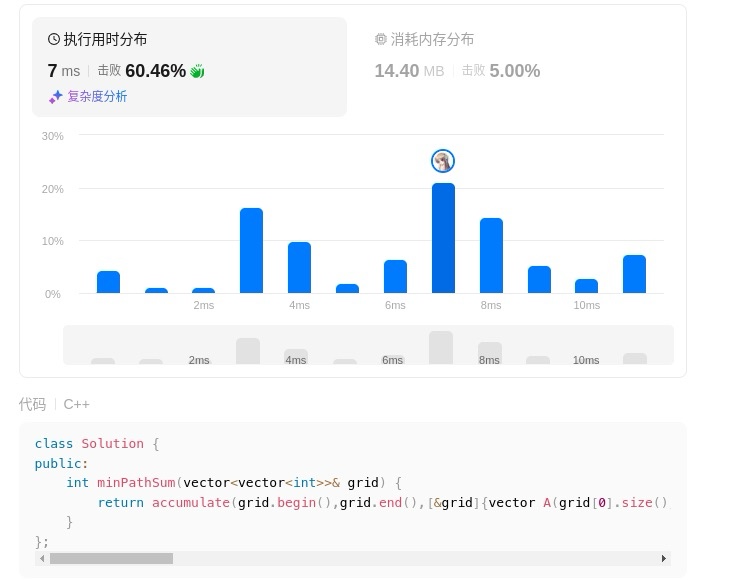 执行用时分布
消耗内存分布
7 ms | 击败 60.46%
14.40 MB | 击败 5.00%
复杂度分析
30%
20%
10%
0%
2ms 4ms 6ms 8ms 10ms
2ms 4ms 6ms 8ms 10ms
代码 | C++
class Solution {
public:
    int minPathSum(vector<vector<int>>& grid) {
        return accumulate(grid.begin(),grid.end(),[&grid]{vector A(grid[0].size()
    }
};